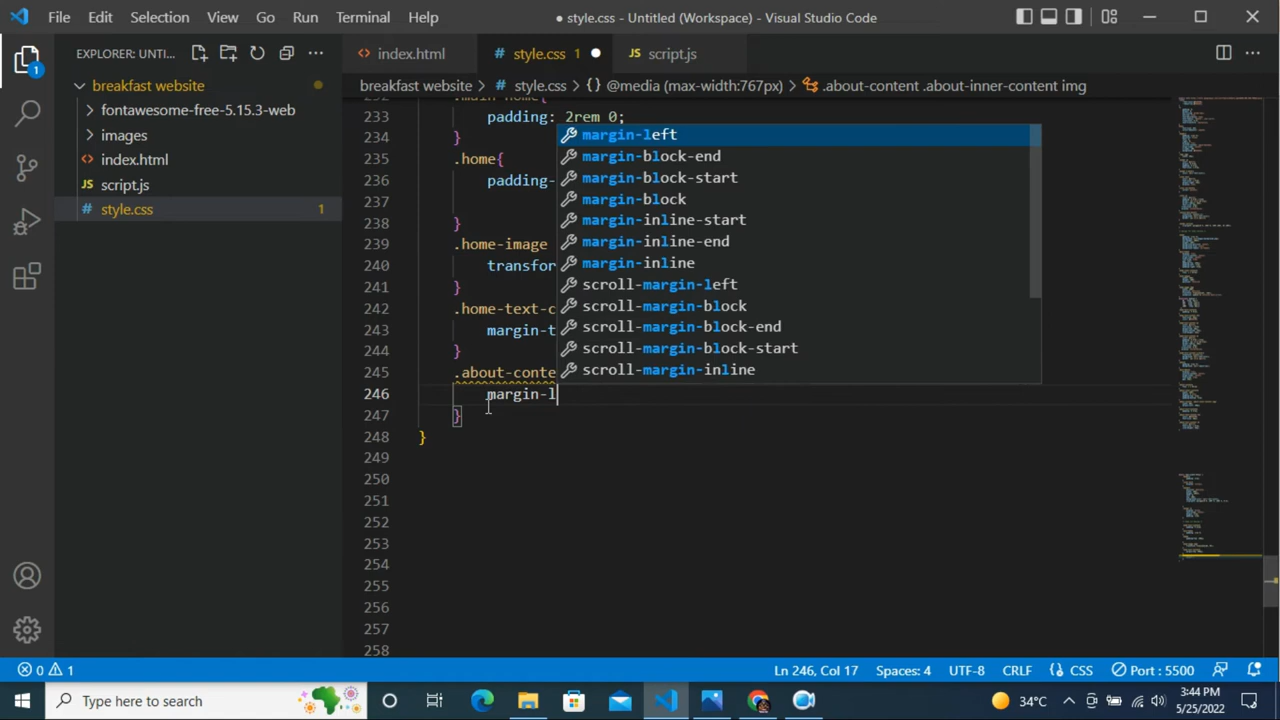 File Edit Selection View Go Run Terminal Help
● style.css - Untitled (Workspace) - Visual Studio Code
EXPLORER: UNTI...
index.html
# style.css 1 ●
JS script.js
breakfast website
fontawesome-free-5.15.3-web
images
index.html
JS script.js
# style.css 1
breakfast website > # style.css > {} @media (max-width:767px) > .about-content .about-inner-content img
232 .main-home{
233 padding: 2rem 0;
234 }
235 .home{
236 padding-
237
238 }
239 .home-image
240 transfor
241 }
242 .home-text-c
243 margin-t
244 }
245 .about-conte
246 margin-l
247 }
248 }
249
250
251
252
253
254
255
256
257
258
margin-left
margin-block-end
margin-block-start
margin-block
margin-inline-start
margin-inline-end
margin-inline
scroll-margin-left
scroll-margin-block
scroll-margin-block-end
scroll-margin-block-start
scroll-margin-inline
1
0 1
Ln 246, Col 17 Spaces: 4 UTF-8 CRLF {} CSS Port : 5500
Type here to search
34°C
3:44 PM
5/25/2022